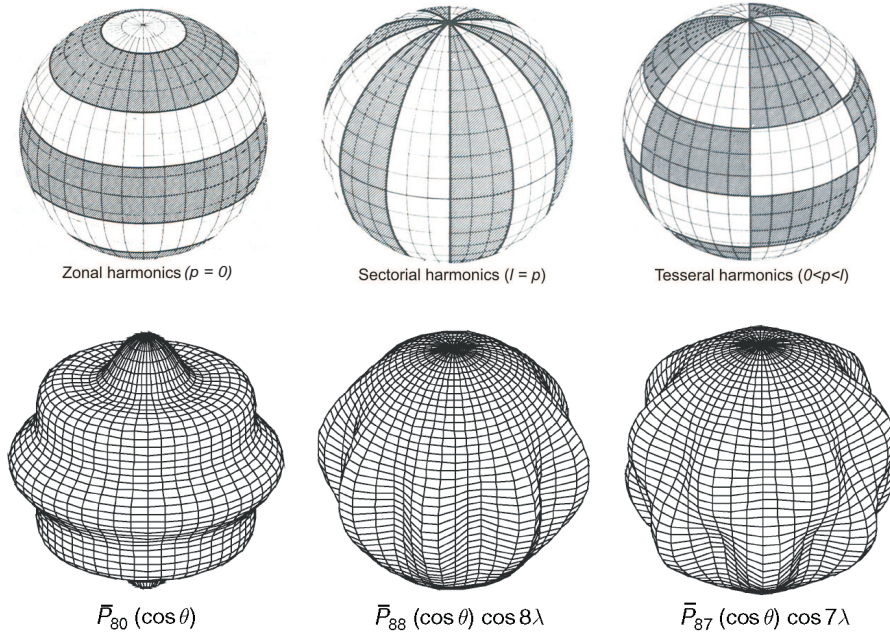 Zonal harmonics (p = 0)
Sectorial harmonics (l = p)
Tesseral harmonics (0<p<l)
P̅₈₀ (cos θ)
P̅₈₈ (cos θ) cos 8λ
P̅₈₇ (cos θ) cos 7λ